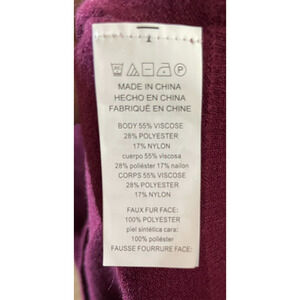 MADE IN CHINA
HECHO EN CHINA
FABRIQUÉ EN CHINE
BODY 55% VISCOSE
28% POLYESTER
17% NYLON
cuerpo 55% viscosa
28% poliéster 17% nailon
CORPS 55% VISCOSE
28% POLYESTER
17% NYLON
FAUX FUR FACE:
100% POLYESTER
piel sintética cara:
100% poliéster
FAUSSE FOURRURE FACE: